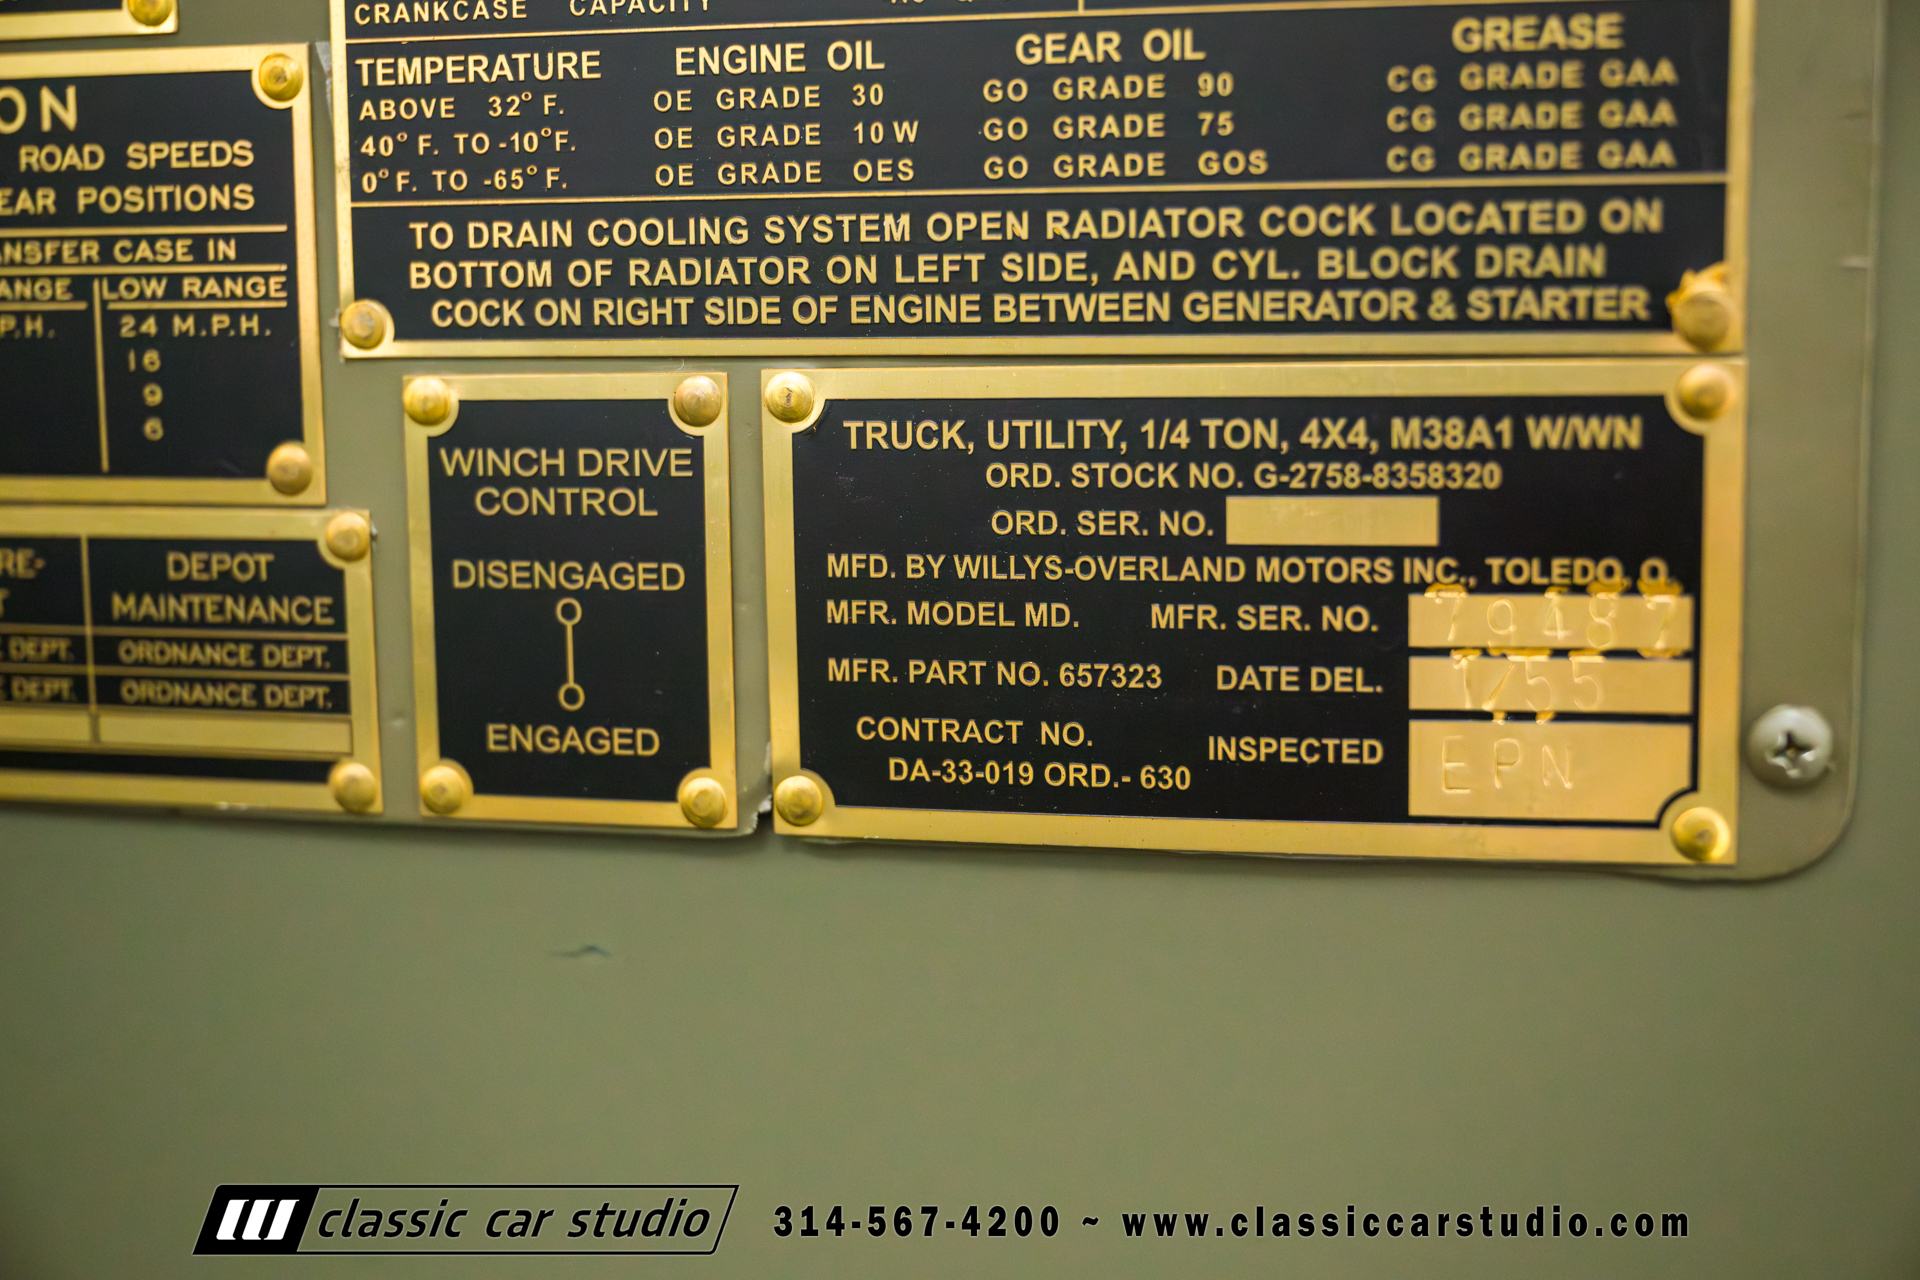 CRANKCASE CAPACITY
TEMPERATURE ENGINE OIL GEAR OIL GREASE
ABOVE 32° F. OE GRADE 30 GO GRADE 90 CG GRADE GAA
40° F. TO -10°F. OE GRADE 10 W GO GRADE 75 CG GRADE GAA
0° F. TO -65° F. OE GRADE OES GO GRADE GOS CG GRADE GAA
TO DRAIN COOLING SYSTEM OPEN RADIATOR COCK LOCATED ON
BOTTOM OF RADIATOR ON LEFT SIDE, AND CYL. BLOCK DRAIN
COCK ON RIGHT SIDE OF ENGINE BETWEEN GENERATOR & STARTER
ON
ROAD SPEEDS
EAR POSITIONS
NSFER CASE IN
ANGE LOW RANGE
P.H. 24 M.P.H.
16
9
6
RE- DEPOT
T MAINTENANCE
DEPT. ORDNANCE DEPT.
DEPT. ORDNANCE DEPT.
WINCH DRIVE
CONTROL
DISENGAGED
ENGAGED
TRUCK, UTILITY, 1/4 TON, 4X4, M38A1 W/WN
ORD. STOCK NO. G-2758-8358320
ORD. SER. NO.
MFD. BY WILLYS-OVERLAND MOTORS INC., TOLEDO, O.
MFR. MODEL MD. MFR. SER. NO. 79487
MFR. PART NO. 657323 DATE DEL. 1/55
CONTRACT NO.
DA-33-019 ORD.- 630 INSPECTED EPN
classic car studio 314-567-4200 ~ www.classiccarstudio.com